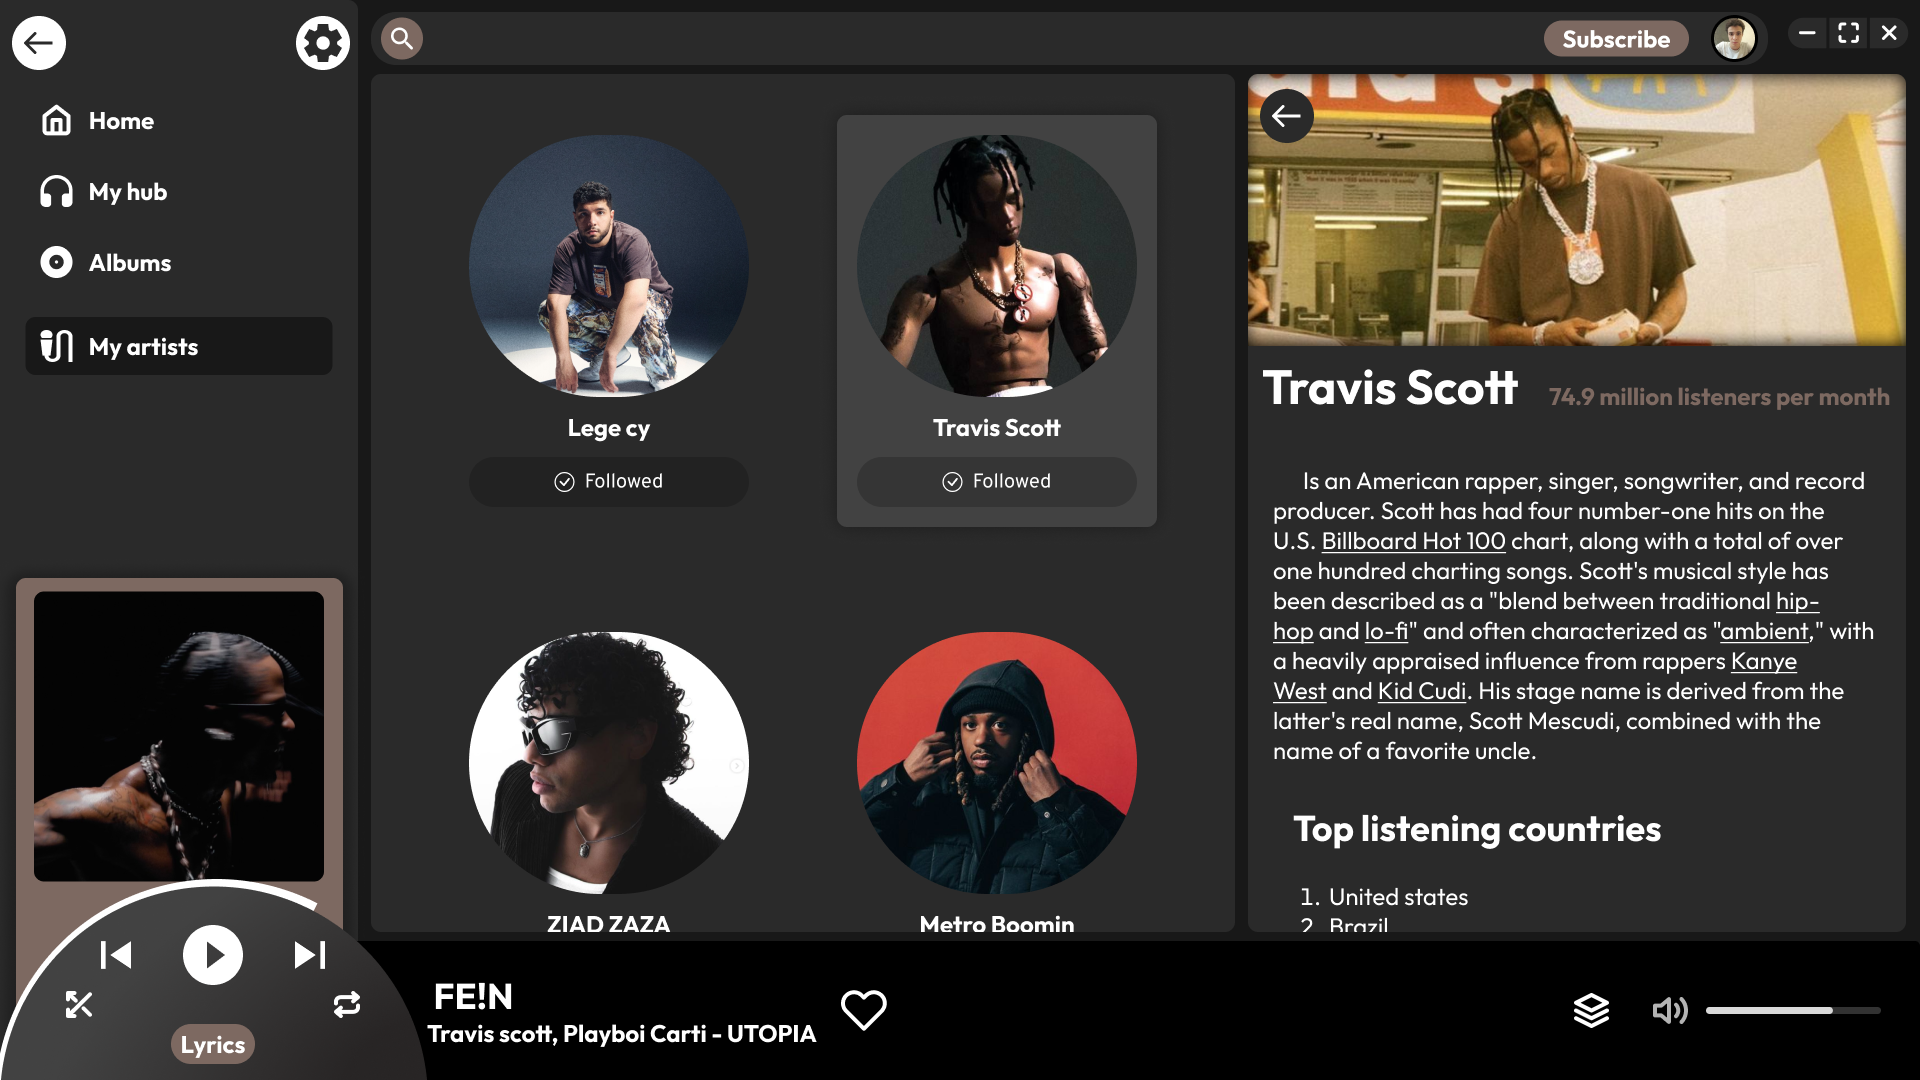 Subscribe
Home
My hub
Albums
My artists
Lege cy
Followed
Travis Scott
Followed
ZIAD ZAZA
Metro Boomin
Travis Scott
74.9 million listeners per month
Is an American rapper, singer, songwriter, and record
producer. Scott has had four number-one hits on the
U.S. Billboard Hot 100 chart, along with a total of over
one hundred charting songs. Scott's musical style has
been described as a "blend between traditional hip-
hop and lo-fi" and often characterized as "ambient," with
a heavily appraised influence from rappers Kanye
West and Kid Cudi. His stage name is derived from the
latter's real name, Scott Mescudi, combined with the
name of a favorite uncle.
Top listening countries
1. United states
2. Brazil
Lyrics
FE!N
Travis scott, Playboi Carti - UTOPIA